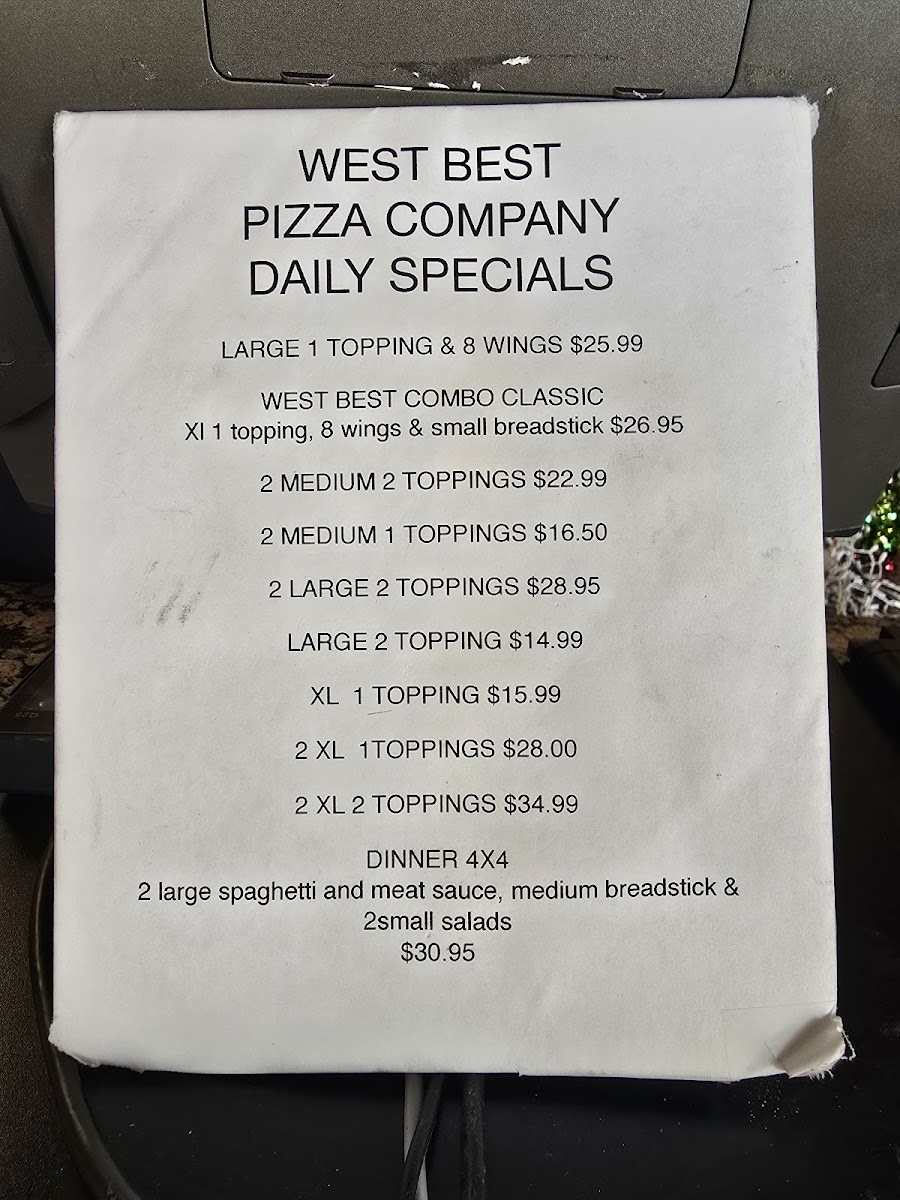 WEST BEST
PIZZA COMPANY
DAILY SPECIALS
LARGE 1 TOPPING & 8 WINGS $25.99
WEST BEST COMBO CLASSIC
Xl 1 topping, 8 wings & small breadstick $26.95
2 MEDIUM 2 TOPPINGS $22.99
2 MEDIUM 1 TOPPINGS $16.50
2 LARGE 2 TOPPINGS $28.95
LARGE 2 TOPPING $14.99
XL 1 TOPPING $15.99
2 XL 1TOPPINGS $28.00
2 XL 2 TOPPINGS $34.99
DINNER 4X4
2 large spaghetti and meat sauce, medium breadstick &
2small salads
$30.95